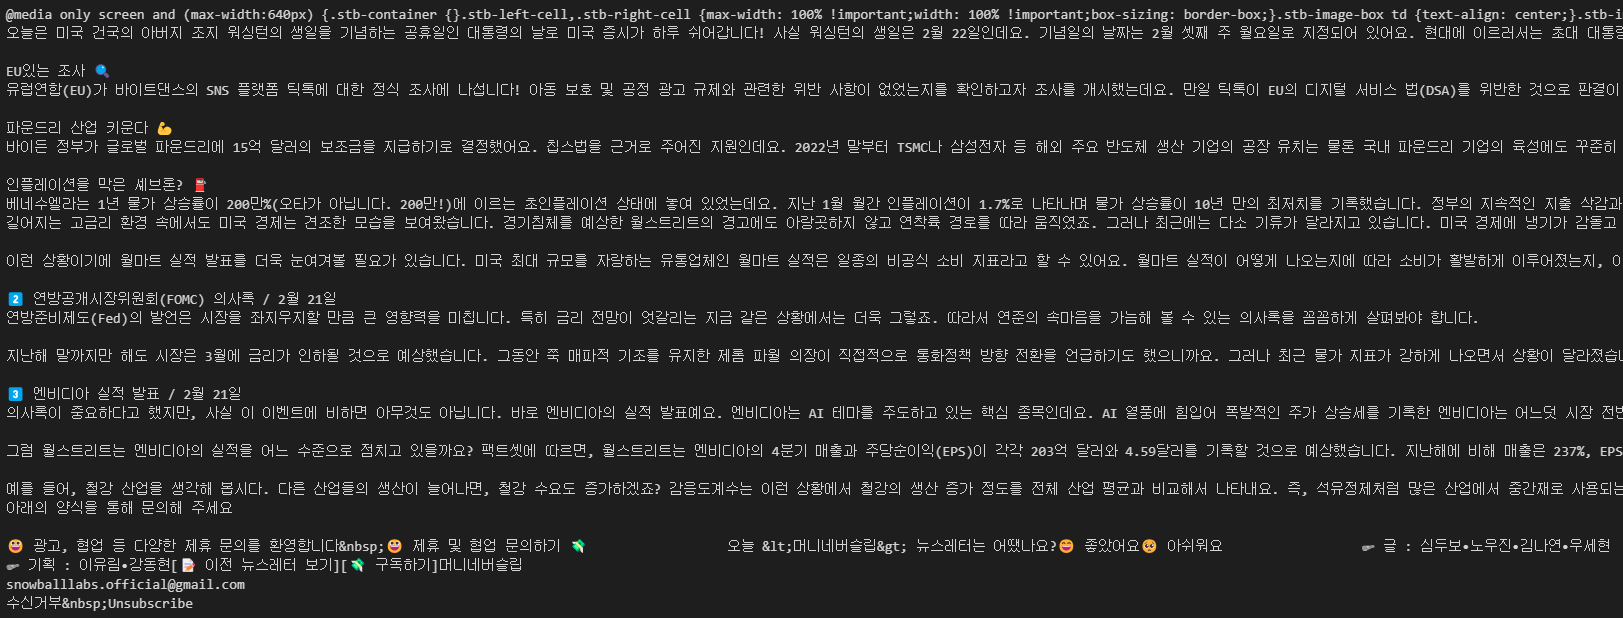 @media only screen and (max-width:640px) {.stb-container {}.stb-left-cell,.stb-right-cell {max-width: 100% !important;width: 100% !important;box-sizing: border-box;}.stb-image-box td {text-align: center;}.stb-i
오늘은 미국 건국의 아버지 조지 워싱턴의 생일을 기념하는 공휴일인 대통령의 날로 미국 증시가 하루 쉬어갑니다! 사실 워싱턴의 생일은 2월 22일인데요. 기념일의 날짜는 2월 셋째 주 월요일로 지정되어 있어요. 현대에 이르러서는 초대 대통령
EU있는 조사 🔍
유럽연합(EU)가 바이트댄스의 SNS 플랫폼 틱톡에 대한 정식 조사에 나섭니다! 아동 보호 및 공정 광고 규제와 관련한 위반 사항이 없었는지를 확인하고자 조사를 개시했는데요. 만일 틱톡이 EU의 디지털 서비스 법(DSA)를 위반한 것으로 판결이
파운드리 산업 키운다 💪
바이든 정부가 글로벌 파운드리에 15억 달러의 보조금을 지급하기로 결정했어요. 칩스법을 근거로 주어진 지원인데요. 2022년 말부터 TSMC나 삼성전자 등 해외 주요 반도체 생산 기업의 공장 유치는 물론 국내 파운드리 기업의 육성에도 꾸준히
인플레이션을 막은 셰브론? ⛽
베네수엘라는 1년 물가 상승률이 200만%(오타가 아닙니다. 200만!)에 이르는 초인플레이션 상태에 놓여 있었는데요. 지난 1월 월간 인플레이션이 1.7%로 나타나며 물가 상승률이 10년 만의 최저치를 기록했습니다. 정부의 지속적인 지출 삭감과
길어지는 고금리 환경 속에서도 미국 경제는 견조한 모습을 보여왔습니다. 경기침체를 예상한 월스트리트의 경고에도 아랑곳하지 않고 연착륙 경로를 따라 움직였죠. 그러나 최근에는 다소 기류가 달라지고 있습니다. 미국 경제에 냉기가 감돌고
이런 상황이기에 월마트 실적 발표를 더욱 눈여겨볼 필요가 있습니다. 미국 최대 규모를 자랑하는 유통업체인 월마트 실적은 일종의 비공식 소비 지표라고 할 수 있어요. 월마트 실적이 어떻게 나오는지에 따라 소비가 활발하게 이루어졌는지, 이
2️⃣ 연방공개시장위원회(FOMC) 의사록 / 2월 21일
연방준비제도(Fed)의 발언은 시장을 좌지우지할 만큼 큰 영향력을 미칩니다. 특히 금리 전망이 엇갈리는 지금 같은 상황에서는 더욱 그렇죠. 따라서 연준의 속마음을 가늠해 볼 수 있는 의사록을 꼼꼼하게 살펴봐야 합니다.
지난해 말까지만 해도 시장은 3월에 금리가 인하될 것으로 예상했습니다. 그동안 쭉 매파적 기조를 유지한 제롬 파월 의장이 직접적으로 통화정책 방향 전환을 언급하기도 했으니까요. 그러나 최근 물가 지표가 강하게 나오면서 상황이 달라졌습니
3️⃣ 엔비디아 실적 발표 / 2월 21일
의사록이 중요하다고 했지만, 사실 이 이벤트에 비하면 아무것도 아닙니다. 바로 엔비디아의 실적 발표예요. 엔비디아는 AI 테마를 주도하고 있는 핵심 종목인데요. AI 열풍에 힘입어 폭발적인 주가 상승세를 기록한 엔비디아는 어느덧 시장 전반
그럼 월스트리트는 엔비디아의 실적을 어느 수준으로 점치고 있을까요? 팩트셋에 따르면, 월스트리트는 엔비디아의 4분기 매출과 주당순이익(EPS)이 각각 203억 달러와 4.59달러를 기록할 것으로 예상했습니다. 지난해에 비해 매출은 237%, EPS
예를 들어, 철강 산업을 생각해 봅시다. 다른 산업들의 생산이 늘어나면, 철강 수요도 증가하겠죠? 감응도계수는 이런 상황에서 철강의 생산 증가 정도를 전체 산업 평균과 비교해서 나타내요. 즉, 석유정제처럼 많은 산업에서 중간재로 사용되는
아래의 양식을 통해 문의해 주세요
😀 광고, 협업 등 다양한 제휴 문의를 환영합니다&nbsp;😀 제휴 및 협업 문의하기 💸 오늘 &lt;머니네버슬립&gt; 뉴스레터는 어땠나요?😄 좋았어요🥺 아쉬워요 ✒ 글 : 심두보•노우진•김나연•우세현
✒ 기획 : 이유림•강동현[📝 이전 뉴스레터 보기][💸 구독하기]머니네버슬립
snowballlabs.official@gmail.com
수신거부&nbsp;Unsubscribe